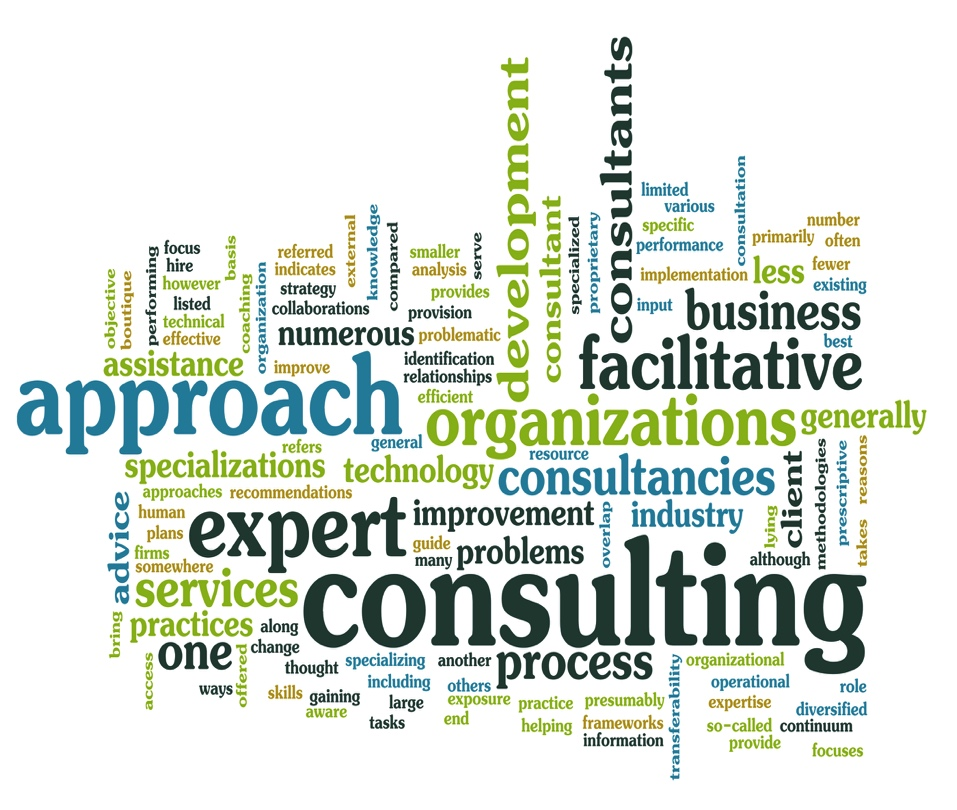 development
consultants
consultant
specialized
proprietary
limited
various
specific
performance
consultation
primarily
number
often
implementation
less
fewer
existing
input
business
best
facilitative
focus
hire
however
listed
technical
effective
performing
boutique
objective
basis
coaching
organization
referred
indicates
strategy
collaborations
external
knowledge
compared
smaller
analysis
serve
provides
provision
numerous
problematic
identification
relationships
efficient
assistance
improve
approach
organizations
generally
refers
general
resource
specializations
technology
consultancies
client
methodologies
prescriptive
reasons
takes
lying
although
approaches
recommendations
human
plans
advice
firms
somewhere
expert
improvement
guide
many
problems
overlap
industry
services
consulting
practices
along
change
one
bring
access
offered
ways
thought
specializing
another
process
including
others
skills
gaining
aware
large
tasks
exposure
end
practice
helping
presumably
frameworks
information
transferability
organizational
operational
expertise
role
diversified
so-called
continuum
provide
focuses